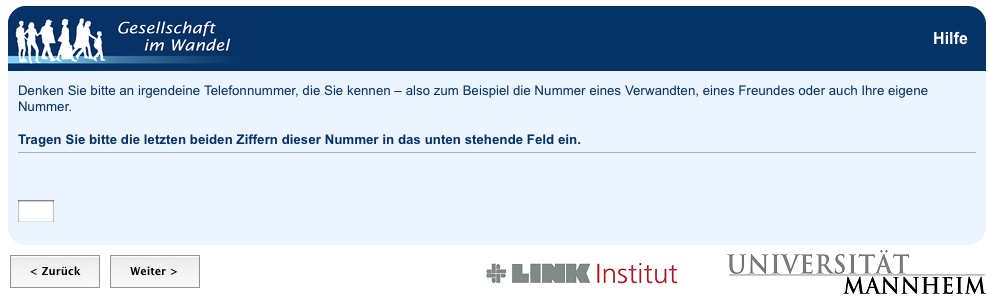 Gesellschaft
im Wandel
Hilfe
Denken Sie bitte an irgendeine Telefonnummer, die Sie kennen – also zum Beispiel die Nummer eines Verwandten, eines Freundes oder auch Ihre eigene
Nummer.
Tragen Sie bitte die letzten beiden Ziffern dieser Nummer in das unten stehende Feld ein.
< Zurück
Weiter >
LINK Institut
UNIVERSITÄT
MANNHEIM